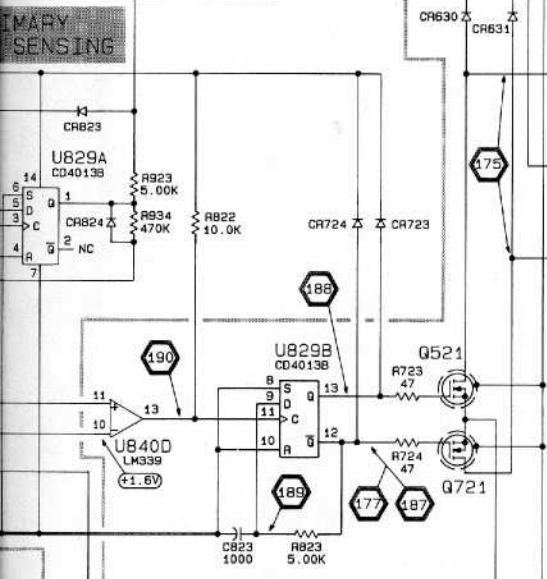 IMARY
SENSING
CR630
CR631
CR823
U829A
CD4013B
14
6
5
3
4
7
S
D
C
R
Q
Q
1
2
NC
CR824
R923
5.00K
R934
470K
R822
10.0K
CR724
CR723
175
188
190
U829B
CD4013B
8
9
11
10
S
D
C
R
Q
Q
13
12
R723
47
Q521
R724
47
Q721
11
10
+
-
13
U840D
LM339
+1.6V
189
177
187
C823
1000
R823
5.00K